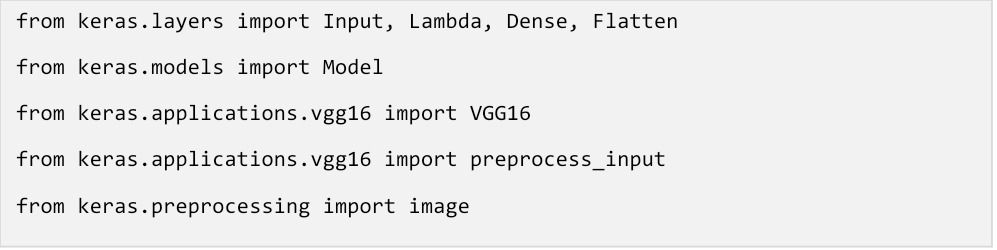 from keras.layers import Input, Lambda, Dense, Flatten
from keras.models import Model
from keras.applications.vgg16 import VGG16
from keras.applications.vgg16 import preprocess_input
from keras.preprocessing import image